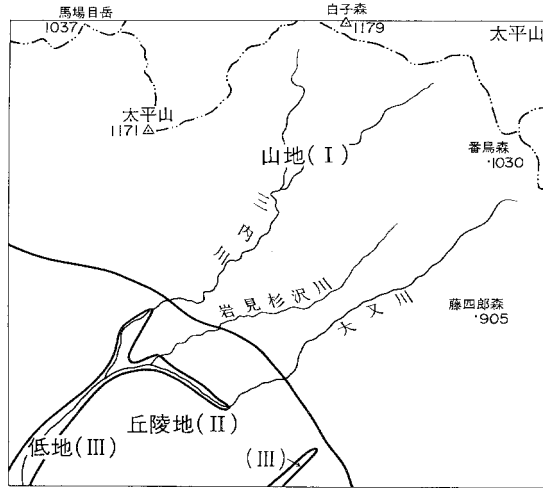 馬場目岳
1037
白子森
1179
太平山
太平山
1171
番鳥森
1030
山地(Ⅰ)
三内川
岩見杉沢川
大又川
藤四郎森
905
丘陵地(Ⅱ)
低地(Ⅲ)
(Ⅲ)